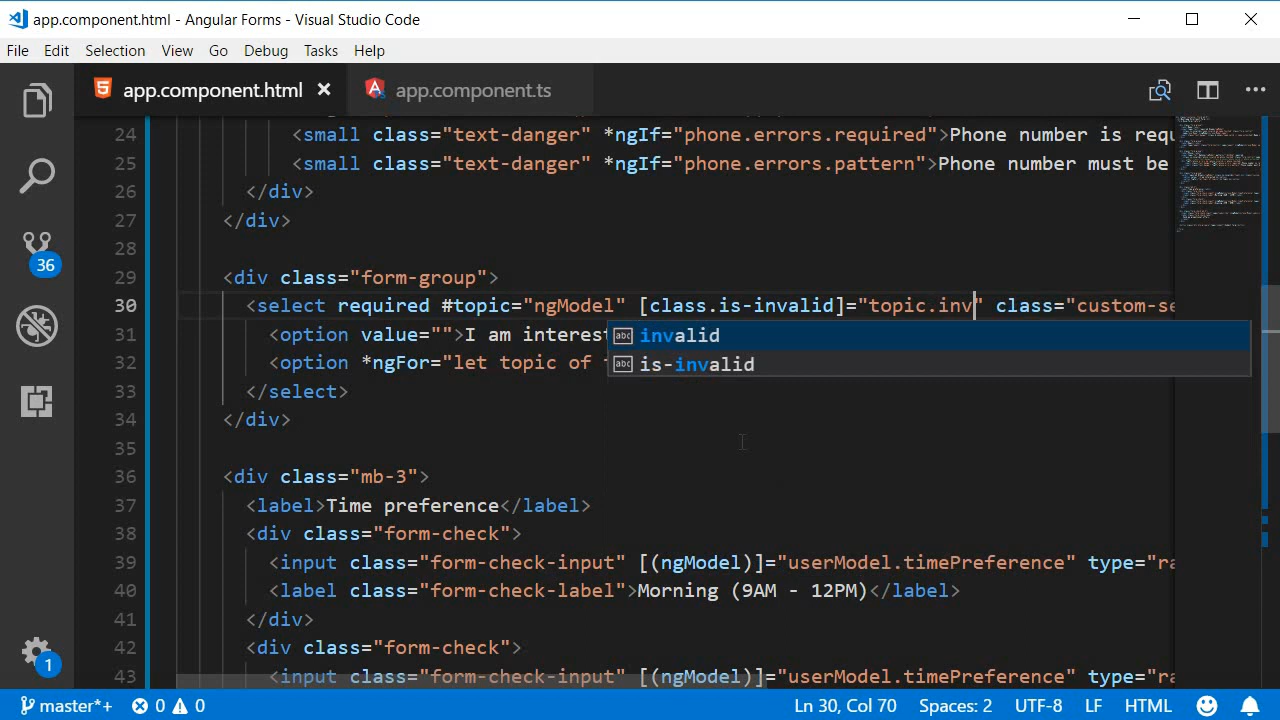 app.component.html - Angular Forms - Visual Studio Code
File Edit Selection View Go Debug Tasks Help
app.component.html app.component.ts
24 <small class="text-danger" *ngIf="phone.errors.required">Phone number is requ
25 <small class="text-danger" *ngIf="phone.errors.pattern">Phone number must be
26 </div>
27 </div>
28
29 <div class="form-group">
30 <select required #topic="ngModel" [class.is-invalid]="topic.inv" class="custom-se
31 <option value="">I am interest
invalid
32 <option *ngFor="let topic of t
is-invalid
33 </select>
34 </div>
35
36 <div class="mb-3">
36
37 <label>Time preference</label>
38 <div class="form-check">
39 <input class="form-check-input" [(ngModel)]="userModel.timePreference" type="ra
40 <label class="form-check-label">Morning (9AM - 12PM)</label>
41 </div>
42 <div class="form-check">
43 <input class="form-check-input" [(ngModel)]="userModel.timePreference" type="ra
1
master*+ 0 0 Ln 30, Col 70 Spaces: 2 UTF-8 LF HTML